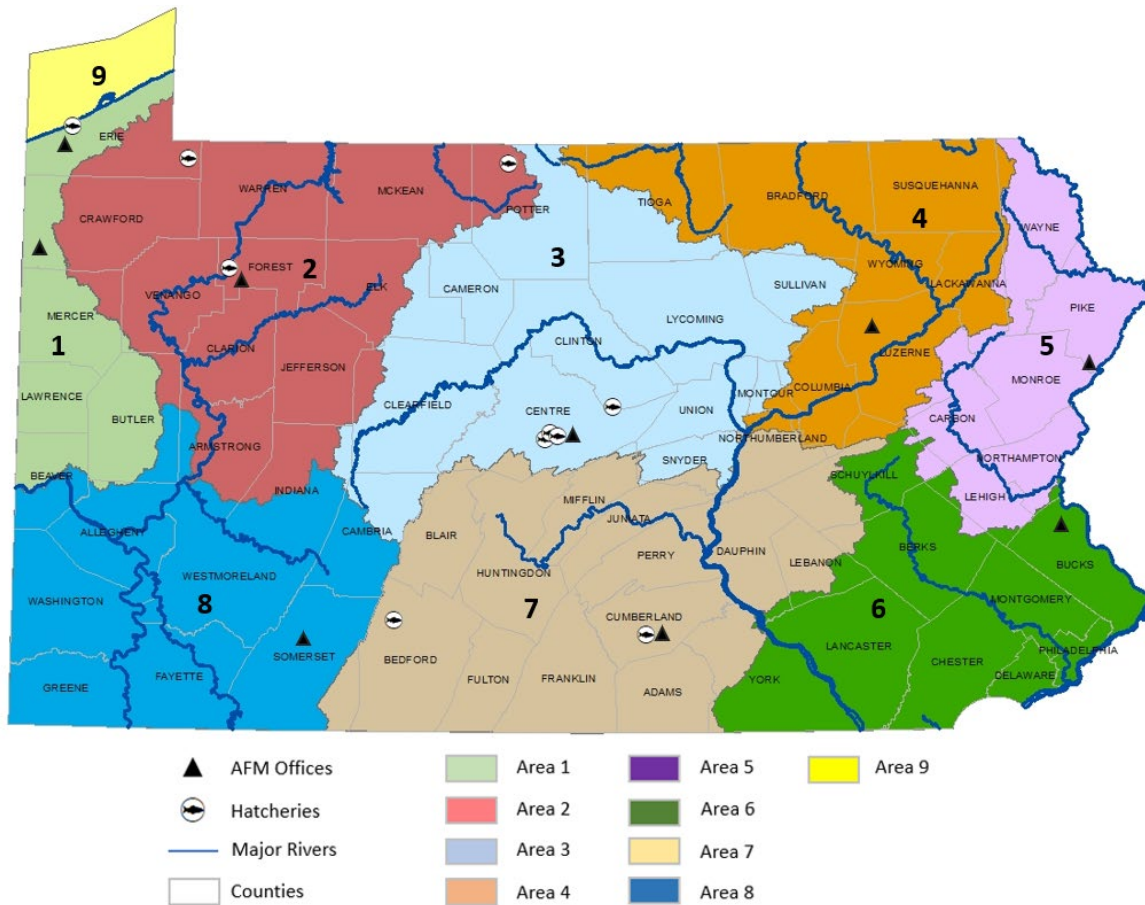 9
ERIE
WARREN
MCKEAN
CRAWFORD
POTTER
TIOGA
BRADFORD
SUSQUEHANNA
4
WAYNE
3
FOREST
2
WYOMING
LACKAWANNA
VENANGO
ELK
CAMERON
SULLIVAN
PIKE
MERCER
1
LYCOMING
CLINTON
5
CLARION
JEFFERSON
LUZERNE
MONROE
LAWRENCE
BUTLER
CLEARFIELD
CENTRE
UNION
MONTOUR
COLUMBIA
CARBON
ARMSTRONG
NORTHUMBERLAND
NORTHAMPTON
BEAVER
INDIANA
SNYDER
SCHUYLKILL
LEHIGH
ALLEGHENY
CAMBRIA
MIFFLIN
JUNIATA
BLAIR
PERRY
DAUPHIN
BERKS
LEBANON
BUCKS
WESTMORELAND
HUNTINGDON
WASHINGTON
8
7
6
MONTGOMERY
CUMBERLAND
SOMERSET
BEDFORD
LANCASTER
PHILADELPHIA
GREENE
FAYETTE
FULTON
FRANKLIN
ADAMS
YORK
CHESTER
DELAWARE
AFM Offices
Hatcheries
Major Rivers
Counties
Area 1
Area 2
Area 3
Area 4
Area 5
Area 6
Area 7
Area 8
Area 9